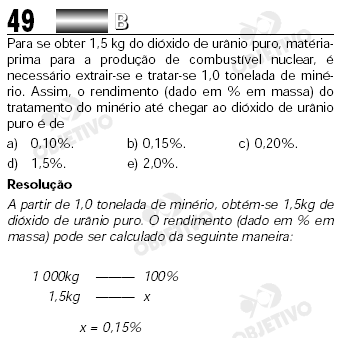 49 B
Para se obter 1,5 kg do dióxido de urânio puro, matéria-
prima para a produção de combustível nuclear, é
necessário extrair-se e tratar-se 1,0 tonelada de miné-
rio. Assim, o rendimento (dado em % em massa) do
tratamento do minério até chegar ao dióxido de urânio
puro é de
a) 0,10%. b) 0,15%. c) 0,20%.
d) 1,5%. e) 2,0%.
Resolução
A partir de 1,0 tonelada de minério, obtém-se 1,5kg de
dióxido de urânio puro. O rendimento (dado em % em
massa) pode ser calculado da seguinte maneira:
1 000kg ——— 100%
1,5kg ——— x
x = 0,15%
OBJETIVO
OBJETIVO
OBJETIVO